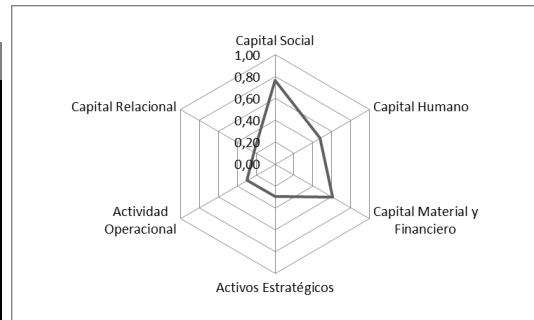 Capital Social
1,00
0,80
0,60
0,40
0,20
0,00
Capital Relacional
Capital Humano
Actividad
Operacional
Capital Material y
Financiero
Activos Estratégicos